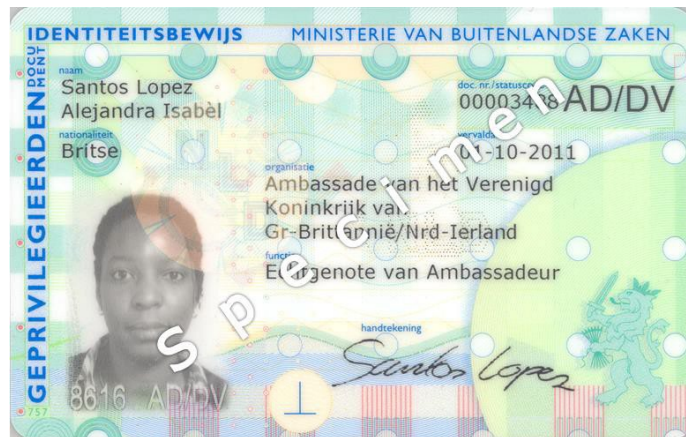 IDENTITEITSBEWIJS MINISTERIE VAN BUITENLANDSE ZAKEN
GEPRIVILEGIEERDEN DOCUMENT
naam
Santos Lopez
Alejandra Isabèl
doc. nr./statuscode
AD/DV
nationaliteit
Britse
vervaldatum
01-10-2011
organisatie
Ambassade van het Verenigd
Koninkrijk van
Gr-Brittannië/Nrd-Ierland
functie
Echtgenote van Ambassadeur
handtekening
Santos Lopez
8616 AD/DV
757
Specimen